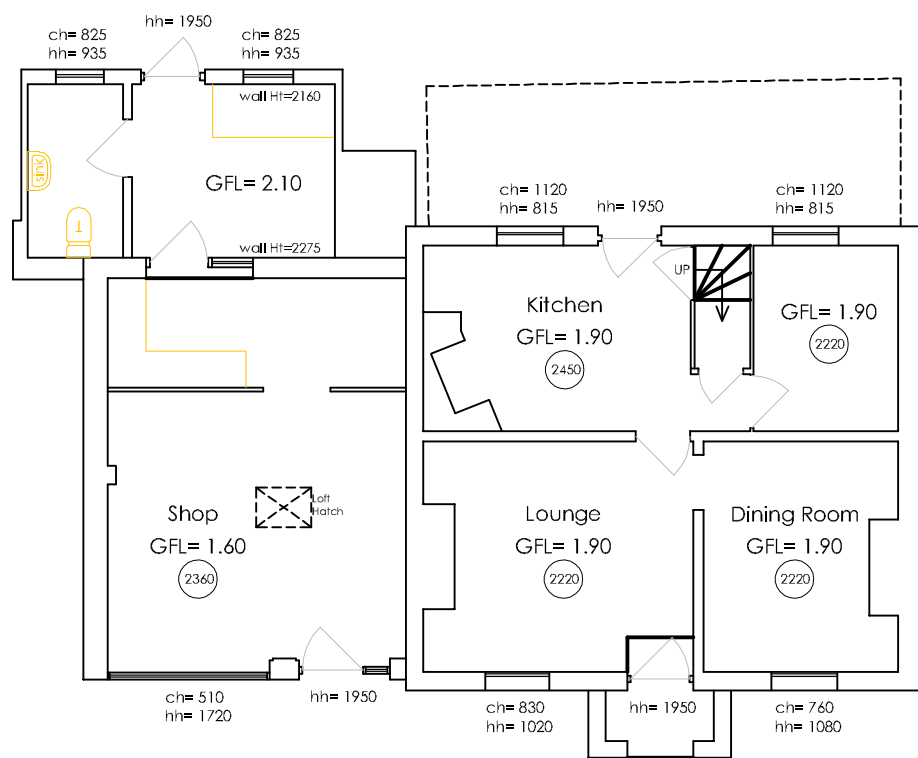 hh= 1950
ch= 825
hh= 935
ch= 825
hh= 935
wall Ht=2160
sink
GFL= 2.10
wall Ht=2275
ch= 1120
hh= 815
hh= 1950
ch= 1120
hh= 815
UP
Kitchen
GFL= 1.90
2450
GFL= 1.90
2220
Loft
Hatch
Shop
GFL= 1.60
2360
Lounge
GFL= 1.90
2220
Dining Room
GFL= 1.90
2220
ch= 510
hh= 1720
hh= 1950
ch= 830
hh= 1020
hh= 1950
ch= 760
hh= 1080